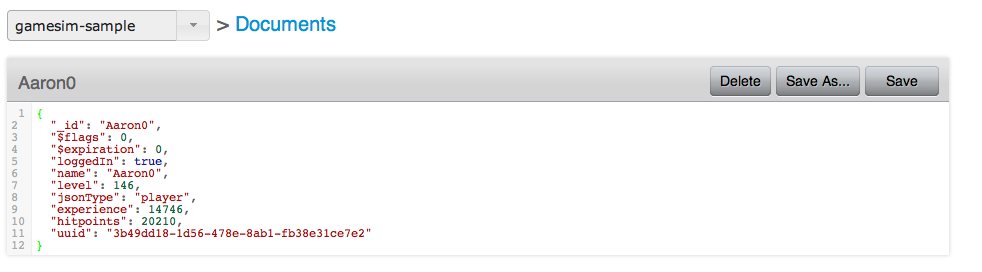 gamesim-sample > Documents
Aaron0 Delete Save As... Save
1 {
2 "_id": "Aaron0",
3 "$flags": 0,
4 "$expiration": 0,
5 "loggedIn": true,
6 "name": "Aaron0",
7 "level": 146,
8 "jsonType": "player",
9 "experience": 14746,
10 "hitpoints": 20210,
11 "uuid": "3b49dd18-1d56-478e-8ab1-fb38e31ce7e2"
12 }